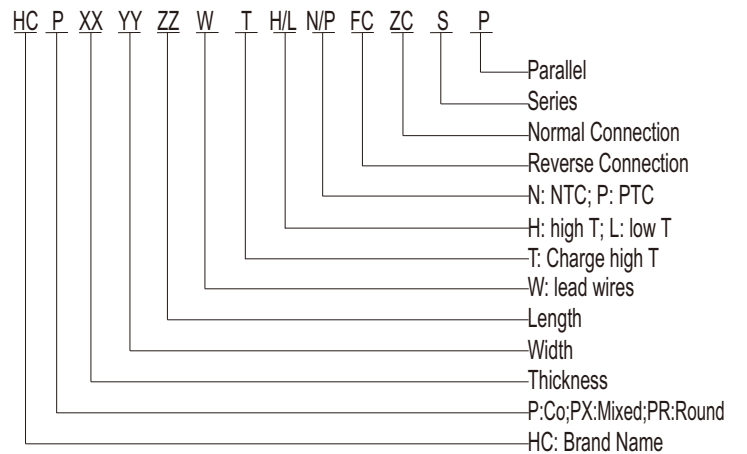 HC P XX YY ZZ W T H/L N/P FC ZC S P
Parallel
Series
Normal Connection
Reverse Connection
N: NTC; P: PTC
H: high T; L: low T
T: Charge high T
W: lead wires
Length
Width
Thickness
P:Co;PX:Mixed;PR:Round
HC: Brand Name